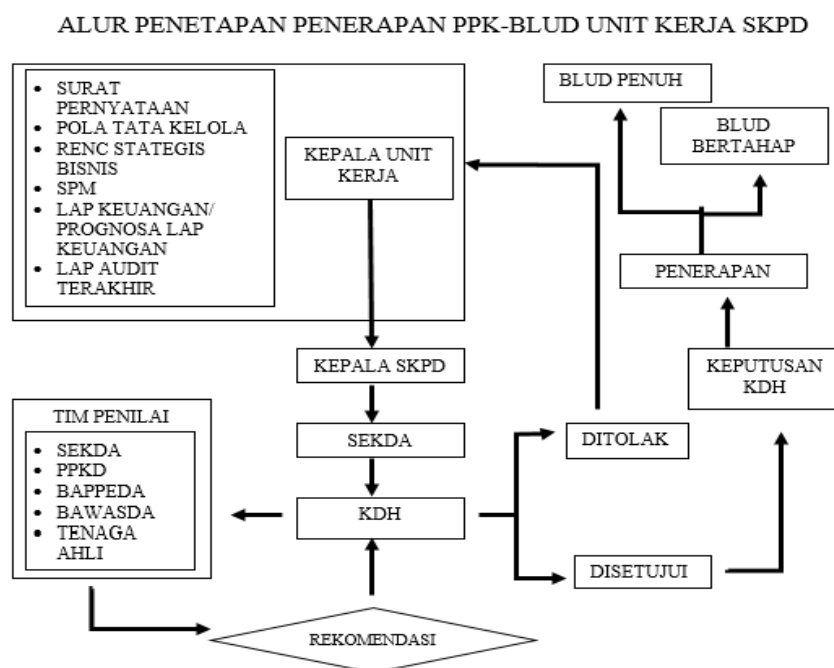 ALUR PENETAPAN PENERAPAN PPK-BLUD UNIT KERJA SKPD
• SURAT
PERNYATAAN
• POLA TATA KELOLA
• RENC STATEGIS
BISNIS
• SPM
• LAP KEUANGAN/
PROGNOSA LAP
KEUANGAN
• LAP AUDIT
TERAKHIR
KEPALA UNIT
KERJA
BLUD PENUH
BLUD
BERTAHAP
PENERAPAN
KEPALA SKPD
KEPUTUSAN
KDH
TIM PENILAI
• SEKDA
• PPKD
• BAPPEDA
• BAWASDA
• TENAGA
AHLI
SEKDA
DITOLAK
KDH
DISETUJUI
REKOMENDASI